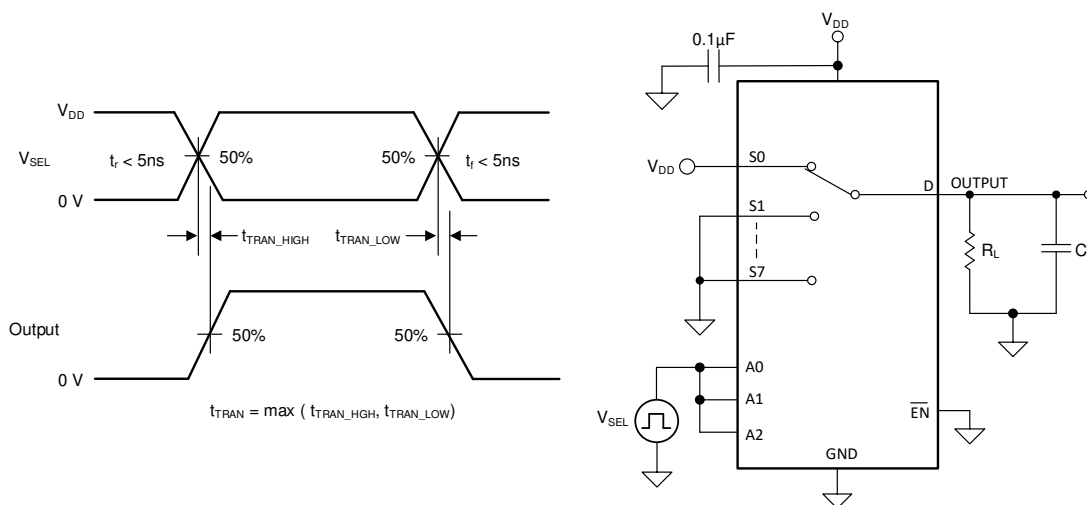 VDD
VSEL
tr < 5ns
50%
50%
tf < 5ns
0 V
tTRAN_HIGH
tTRAN_LOW
Output
50%
50%
0 V
tTRAN = max ( tTRAN_HGH, tTRAN_LOW)
VDD
0.1µF
VDD
S0
D
OUTPUT
S1
S7
RL
C
A0
A1
A2
VSEL
EN
GND